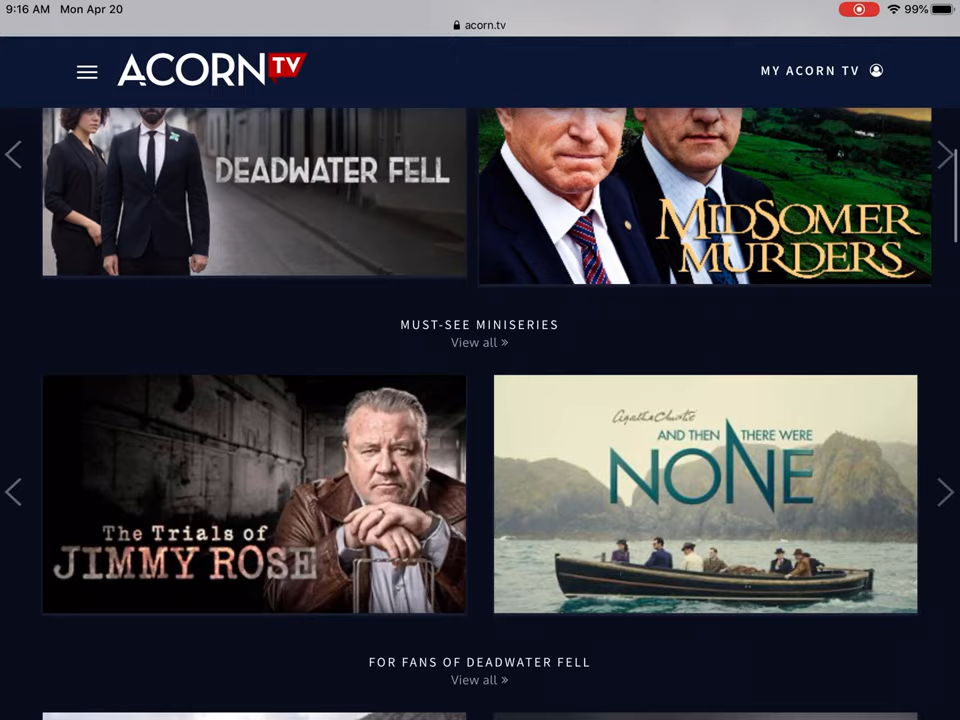 9:16 AM Mon Apr 20
99%
acorn.tv
ACORN TV
MY ACORN TV
DEADWATER FELL
MIDSOMER
MURDERS
MUST-SEE MINISERIES
View all »
The Trials of
JIMMY ROSE
Agatha Christie
AND THEN THERE WERE
NONE
FOR FANS OF DEADWATER FELL
View all »